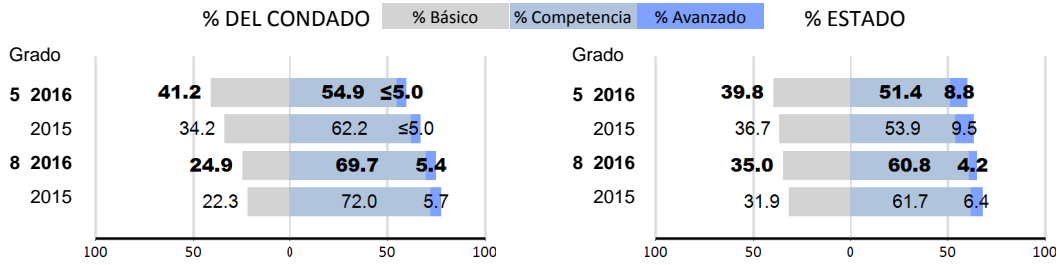 % DEL CONDADO % Básico % Competencia % Avanzado % ESTADO
Grado Grado
5 2016 41.2 54.9 ≤5.0 5 2016 39.8 51.4 8.8
2015 34.2 62.2 ≤5.0 2015 36.7 53.9 9.5
8 2016 24.9 69.7 5.4 8 2016 35.0 60.8 4.2
2015 22.3 72.0 5.7 2015 31.9 61.7 6.4
100 50 0 50 100 100 50 0 50 100